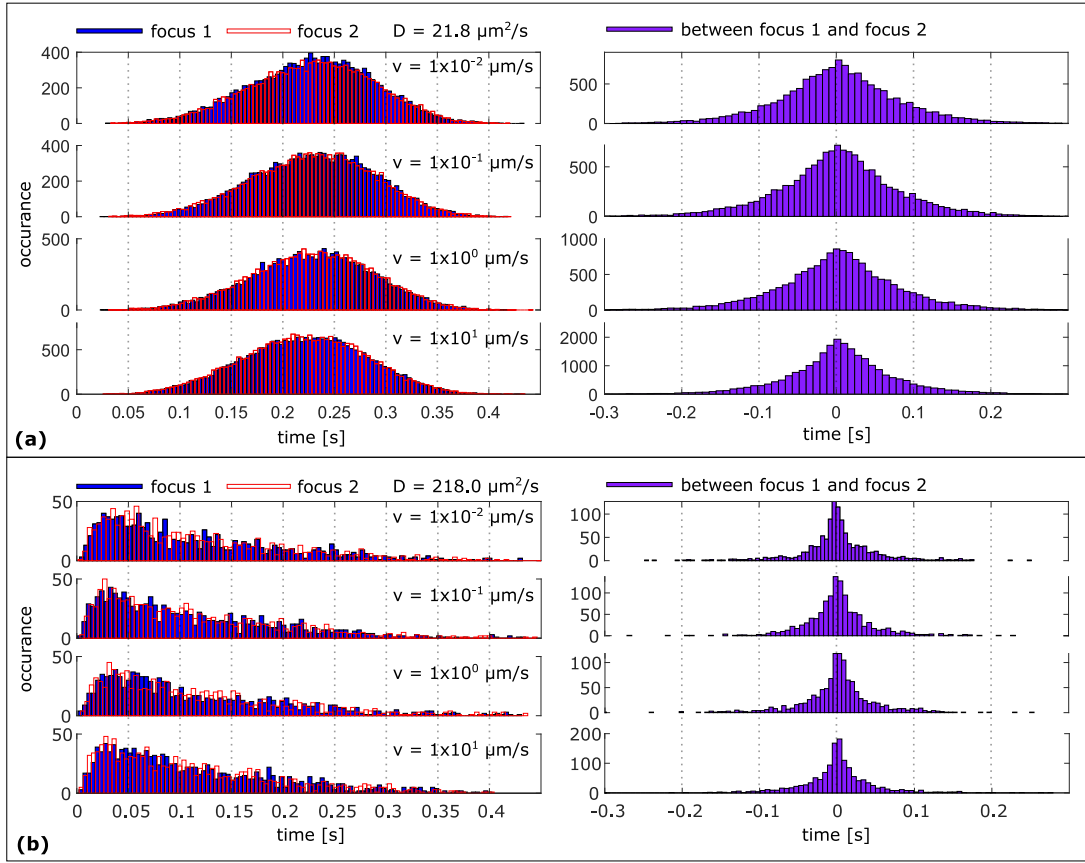 focus 1 focus 2 D = 21.8 µm²/s between focus 1 and focus 2
400
200
0
v = 1x10⁻² µm/s
500
0
400
200
0
v = 1x10⁻¹ µm/s
500
0
500
0
v = 1x10⁰ µm/s
1000
500
0
500
0
v = 1x10¹ µm/s
2000
1000
0
occurance
0 0.05 0.1 0.15 0.2 0.25 0.3 0.35 0.4
-0.3 -0.2 -0.1 0 0.1 0.2
time [s] time [s]
(a)
focus 1 focus 2 D = 218.0 µm²/s between focus 1 and focus 2
50
0
v = 1x10⁻² µm/s
100
50
0
50
0
v = 1x10⁻¹ µm/s
100
50
0
50
0
v = 1x10⁰ µm/s
100
50
0
50
0
v = 1x10¹ µm/s
200
100
0
occurance
0 0.05 0.1 0.15 0.2 0.25 0.3 0.35 0.4
-0.3 -0.2 -0.1 0 0.1 0.2
time [s] time [s]
(b)